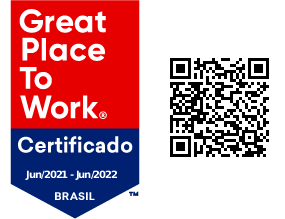 Great
Place
To
Work®
Certificado
Jun/2021 - Jun/2022
BRASIL
™